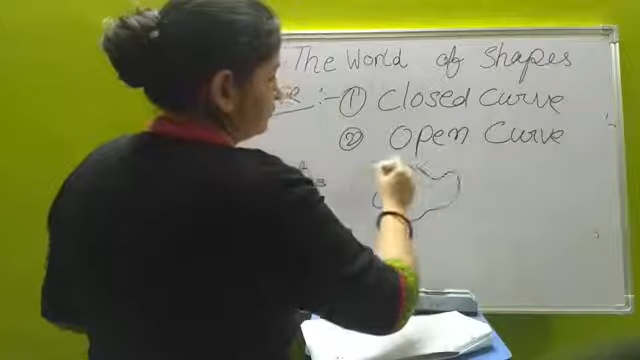 The World of Shapes
:- ① Closed Curve
② Open Curve